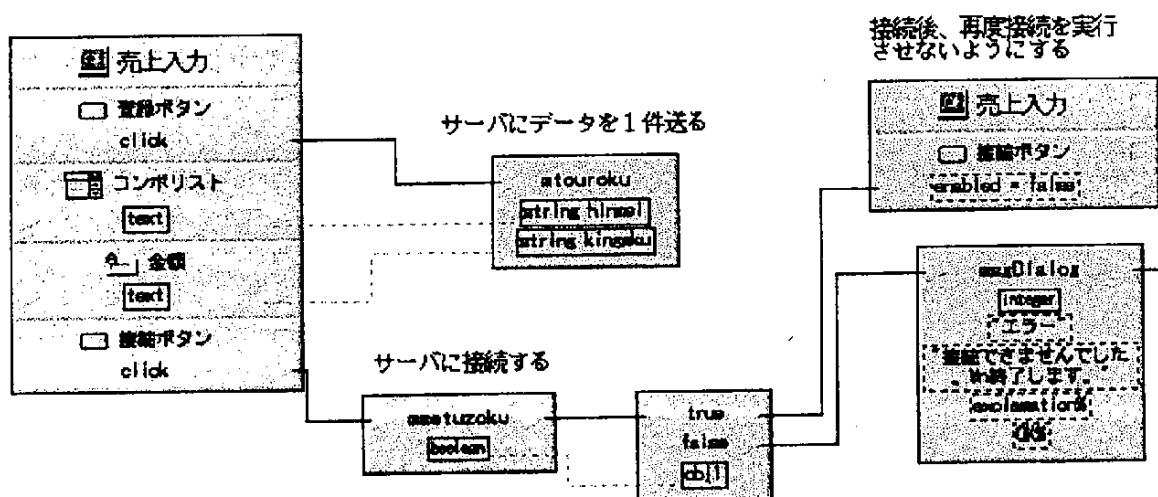 売上入力
登録ボタン
click
コンボリスト
text
金額
text
接続ボタン
click
サーバにデータを1件送る
atouroku
string hinmei
string kingaku
サーバに接続する
asetuzoku
boolean
true
false
obj1
接続後、再度接続を実行
させないようにする
売上入力
接続ボタン
enabled = false
msgDialog
integer
"エラー"
"接続できませんでした
。¥n終了します。"